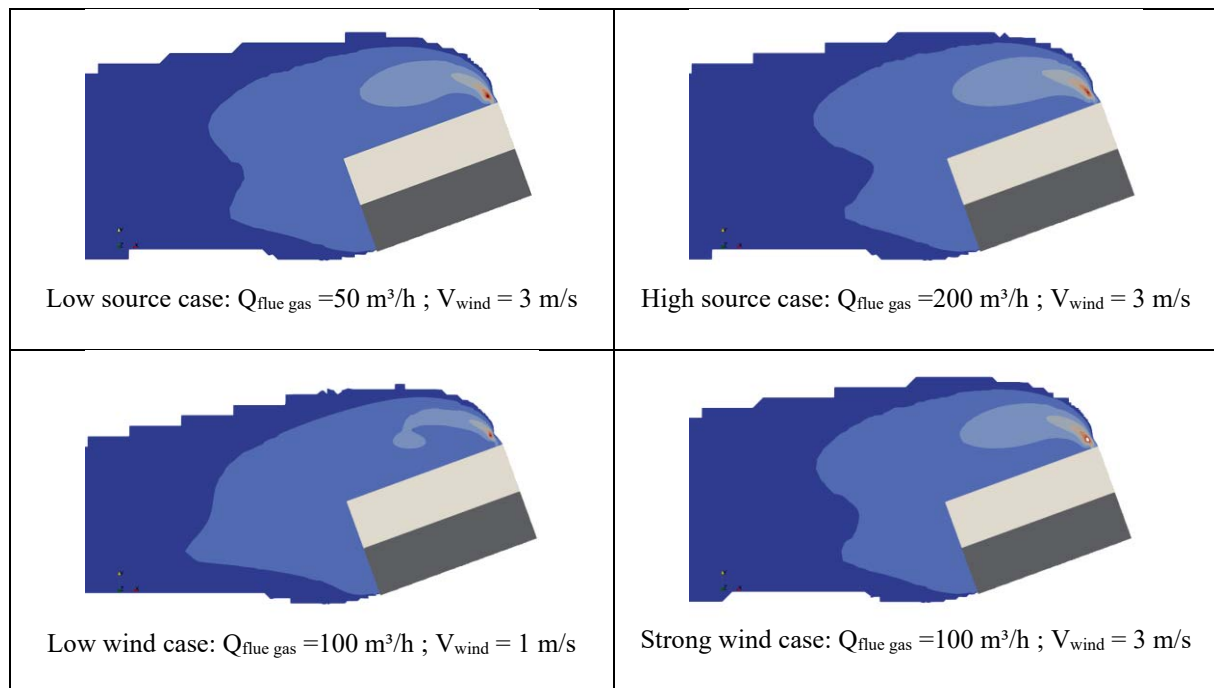 Low source case: Qflue gas =50 m³/h ; Vwind = 3 m/s
High source case: Qflue gas =200 m³/h ; Vwind = 3 m/s
Low wind case: Qflue gas =100 m³/h ; Vwind = 1 m/s
Strong wind case: Qflue gas =100 m³/h ; Vwind = 3 m/s